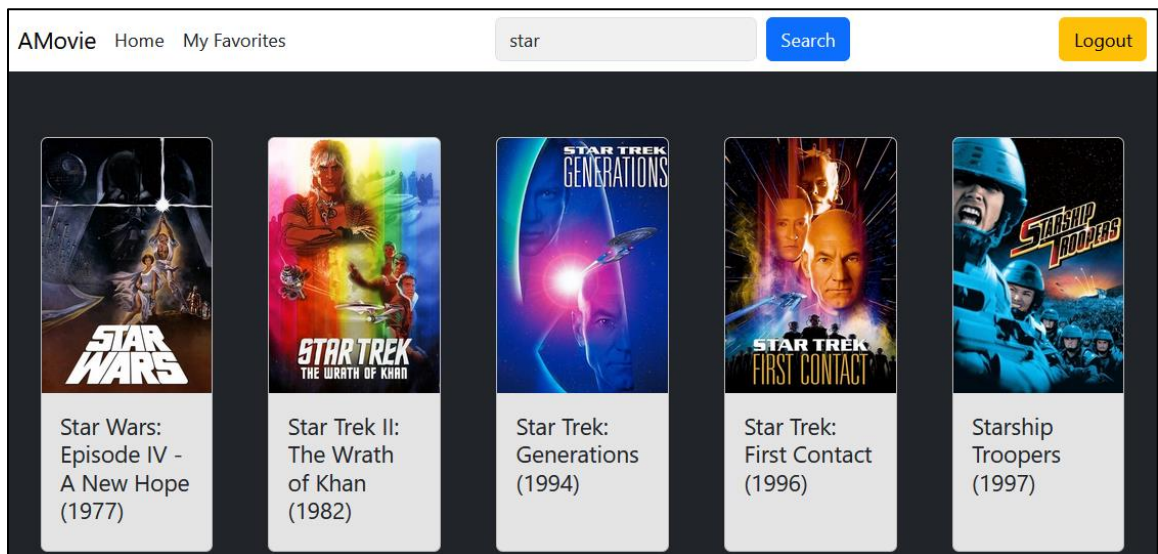 AMovie Home My Favorites star Search Logout
STAR WARS
STAR TREK
THE WRATH OF KHAN
STAR TREK
GENERATIONS
STAR TREK
FIRST CONTACT
STARSHIP
TROOPERS
Star Wars:
Episode IV -
A New Hope
(1977)
Star Trek II:
The Wrath
of Khan
(1982)
Star Trek:
Generations
(1994)
Star Trek:
First Contact
(1996)
Starship
Troopers
(1997)